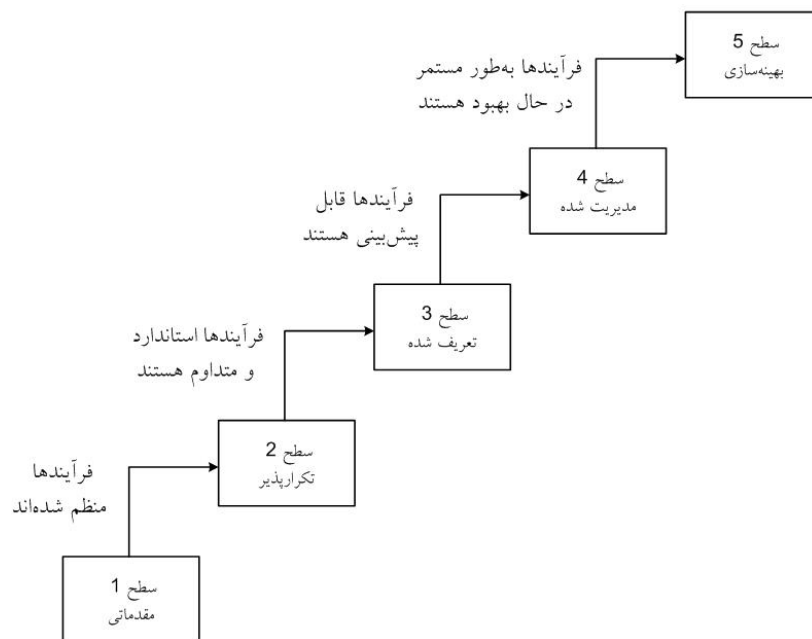 سطح 5
بهینه‌سازی
فرآیندها به‌طور مستمر
در حال بهبود هستند
سطح 4
مدیریت شده
فرآیندها قابل
پیش‌بینی هستند
سطح 3
تعریف شده
فرآیندها استاندارد
و متداوم هستند
سطح 2
تکرارپذیر
فرآیندها
منظم شده‌اند
سطح 1
مقدماتی